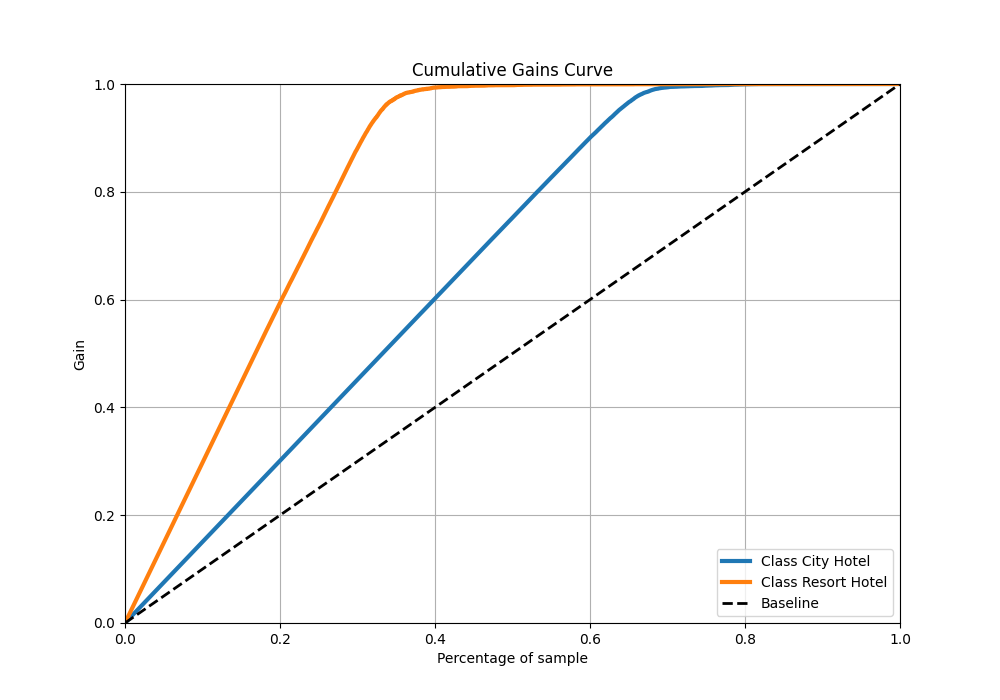 Cumulative Gains Curve
1.0
0.8
0.6
0.4
0.2
0.0
Gain
0.0 0.2 0.4 0.6 0.8 1.0
Percentage of sample
Class City Hotel
Class Resort Hotel
Baseline